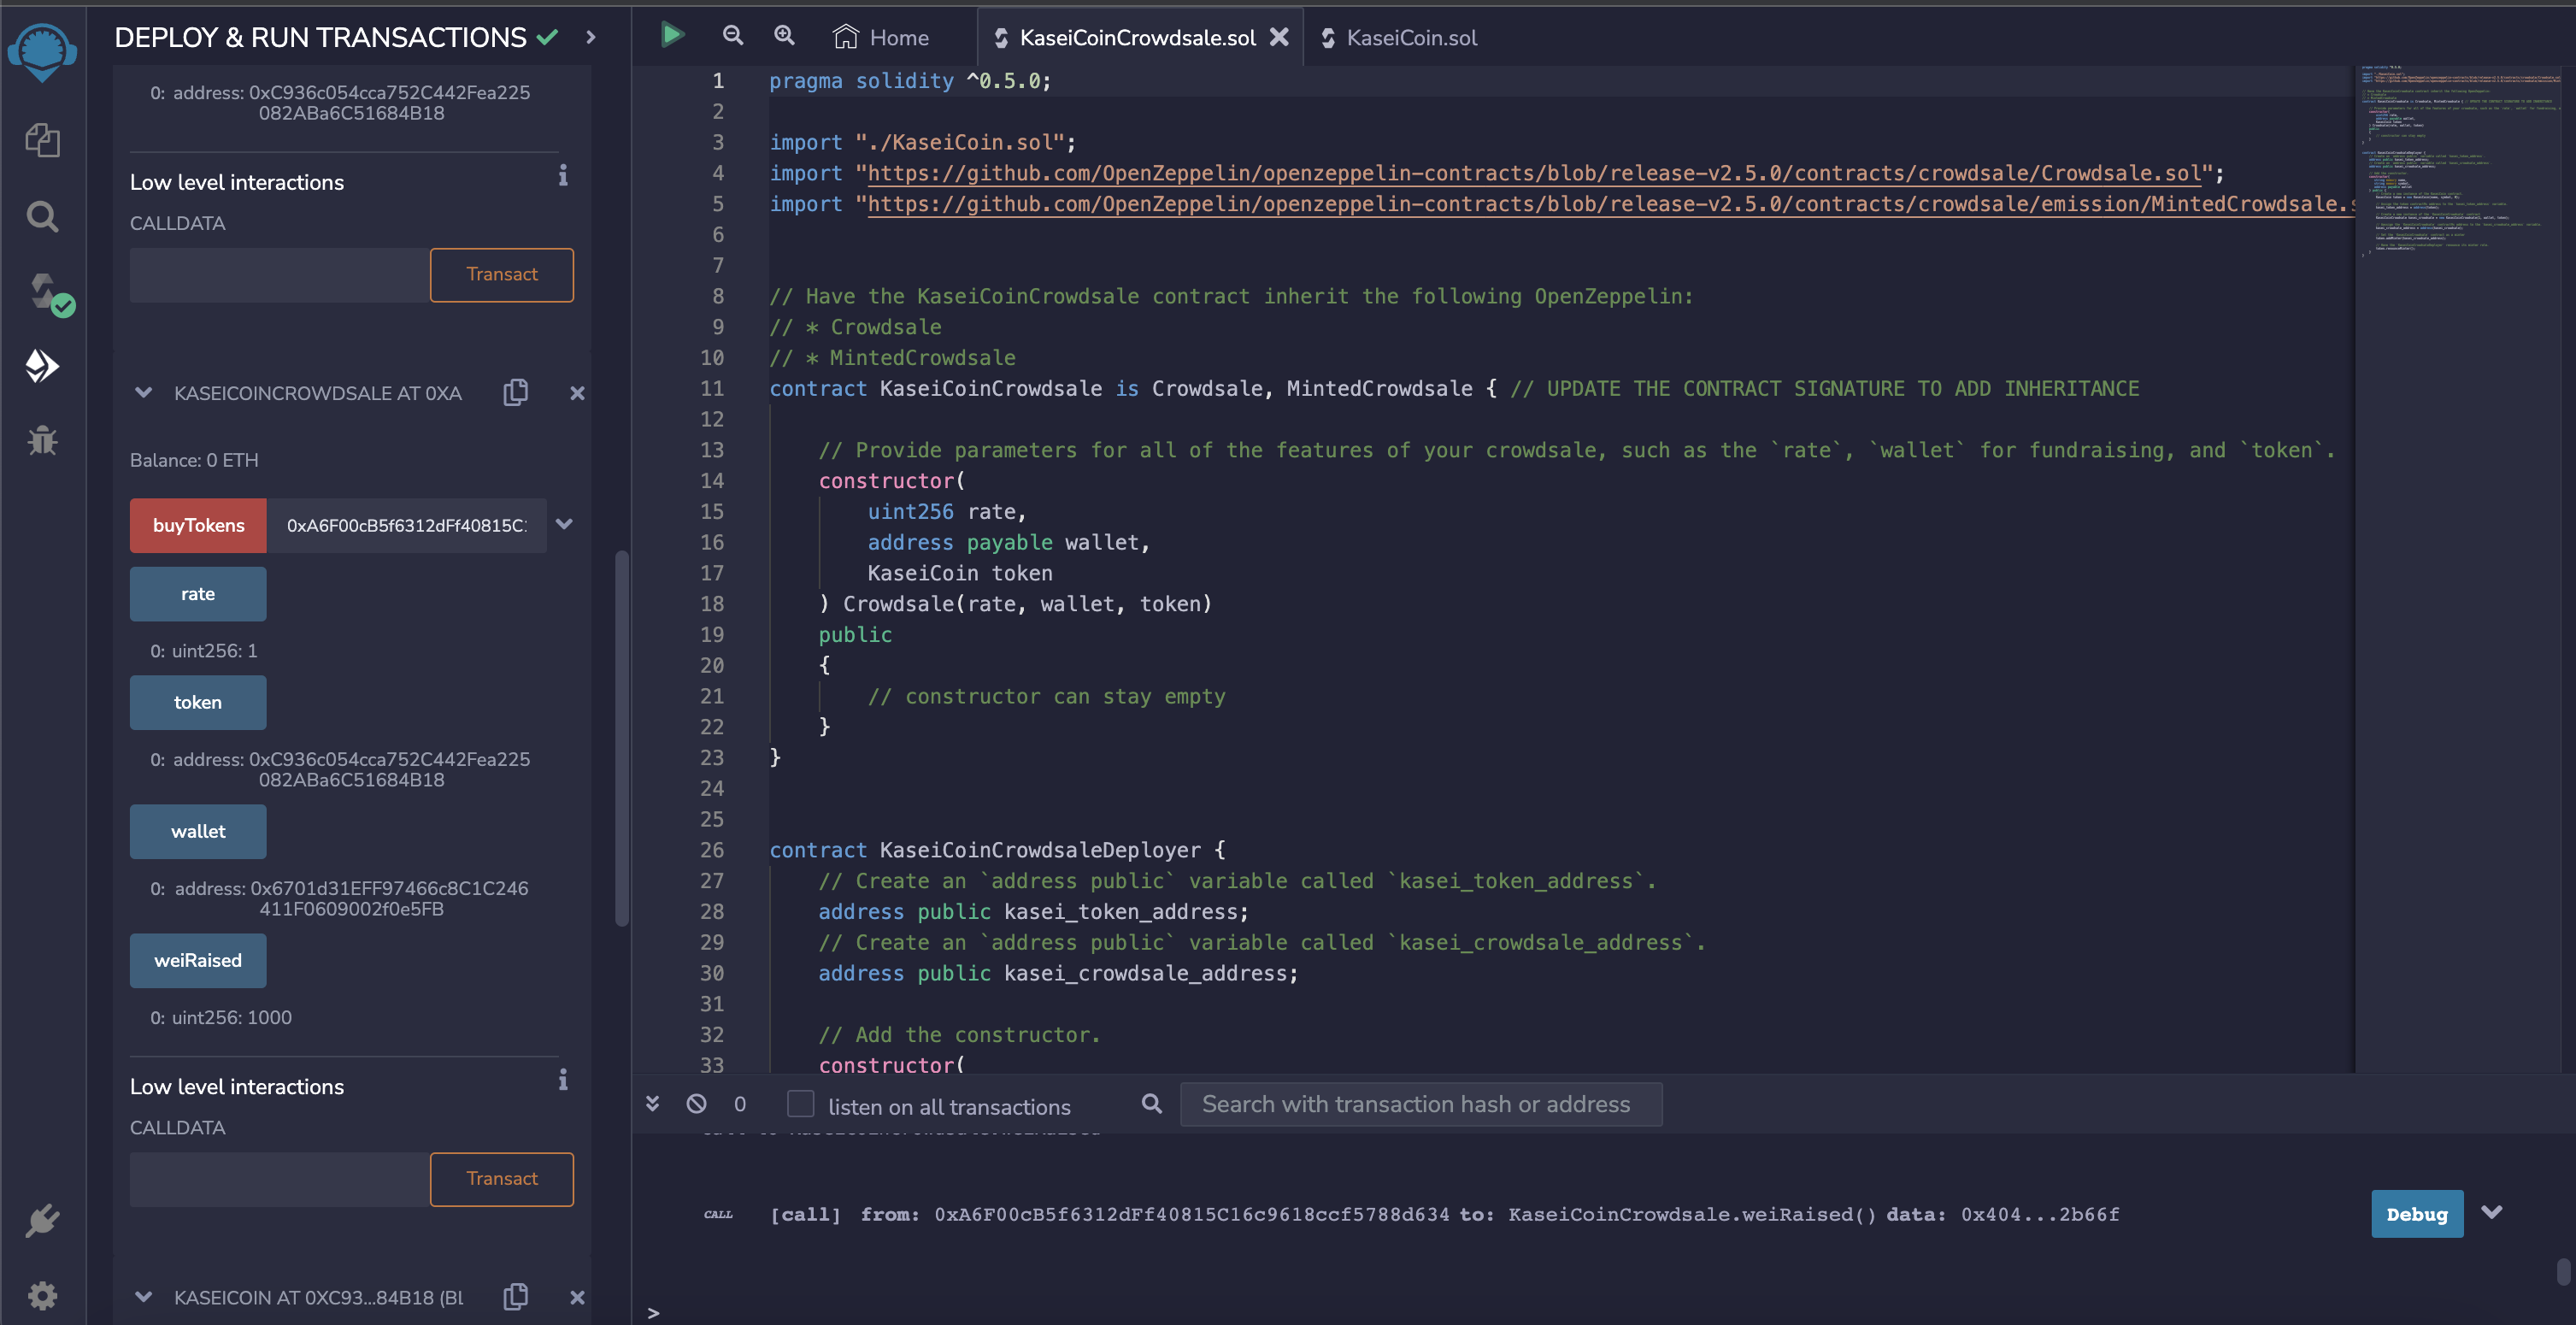 DEPLOY & RUN TRANSACTIONS
0: address: 0xC936c054cca752C442Fea225
082ABa6C51684B18
Low level interactions
CALLDATA
Transact
KASEICOINCROWDSALE AT 0XA
Balance: 0 ETH
buyTokens 0xA6F00cB5f6312dFf40815C
rate
0: uint256: 1
token
0: address: 0xC936c054cca752C442Fea225
082ABa6C51684B18
wallet
0: address: 0x6701d31EFF97466c8C1C246
411F0609002f0e5FB
weiRaised
0: uint256: 1000
Low level interactions
CALLDATA
Transact
KASEICOIN AT 0XC93...84B18 (BL
Home KaseiCoinCrowdsale.sol KaseiCoin.sol
1 pragma solidity ^0.5.0;
2
3 import "./KaseiCoin.sol";
4 import "https://github.com/OpenZeppelin/openzeppelin-contracts/blob/release-v2.5.0/contracts/crowdsale/Crowdsale.sol";
5 import "https://github.com/OpenZeppelin/openzeppelin-contracts/blob/release-v2.5.0/contracts/crowdsale/emission/MintedCrowdsale.s
6
7
8 // Have the KaseiCoinCrowdsale contract inherit the following OpenZeppelin:
9 // * Crowdsale
10 // * MintedCrowdsale
11 contract KaseiCoinCrowdsale is Crowdsale, MintedCrowdsale { // UPDATE THE CONTRACT SIGNATURE TO ADD INHERITANCE
12
13 // Provide parameters for all of the features of your crowdsale, such as the `rate`, `wallet` for fundraising, and `token`.
14 constructor(
15 uint256 rate,
16 address payable wallet,
17 KaseiCoin token
18 ) Crowdsale(rate, wallet, token)
19 public
20 {
21 // constructor can stay empty
22 }
23 }
24
25
26 contract KaseiCoinCrowdsaleDeployer {
27 // Create an `address public` variable called `kasei_token_address`.
28 address public kasei_token_address;
29 // Create an `address public` variable called `kasei_crowdsale_address`.
30 address public kasei_crowdsale_address;
31
32 // Add the constructor.
33 constructor(
0 listen on all transactions Search with transaction hash or address
CALL [call] from: 0xA6F00cB5f6312dFf40815C16c9618ccf5788d634 to: KaseiCoinCrowdsale.weiRaised() data: 0x404...2b66f Debug
>